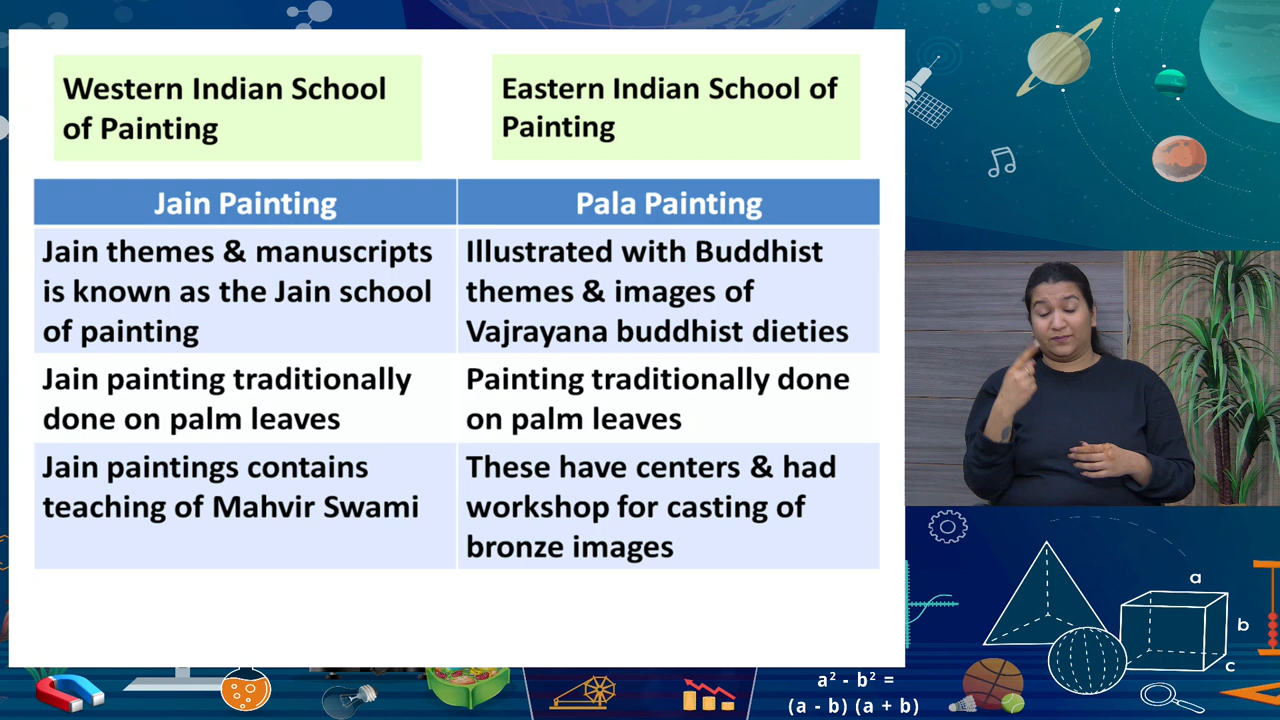 Western Indian School
of Painting
Eastern Indian School of
Painting
Jain Painting
Pala Painting
Jain themes & manuscripts
is known as the Jain school
of painting
Illustrated with Buddhist
themes & images of
Vajrayana buddhist dieties
Jain painting traditionally
done on palm leaves
Painting traditionally done
on palm leaves
Jain paintings contains
teaching of Mahvir Swami
These have centers & had
workshop for casting of
bronze images
a
b
c
a² - b² =
(a - b) (a + b)